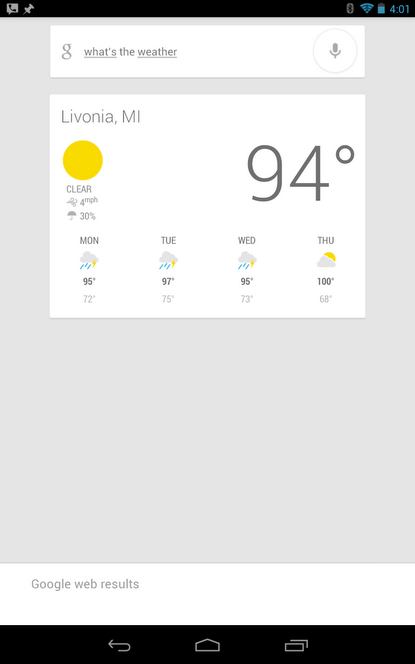 4:01
g what's the weather
Livonia, MI
94°
CLEAR
4mph
30%
MON TUE WED THU
95° 97° 95° 100°
72° 75° 73° 68°
Google web results